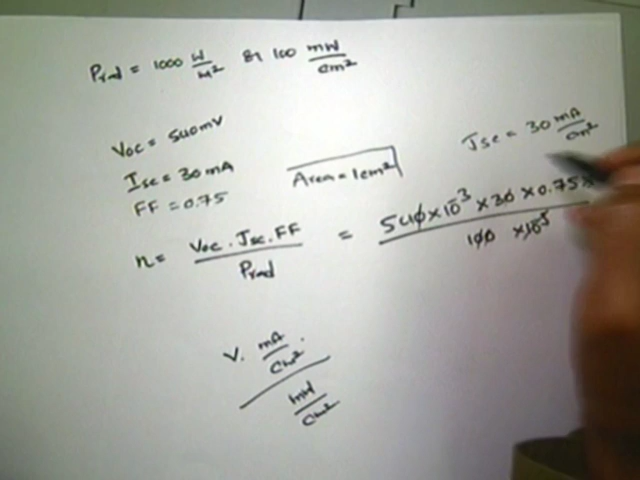 Prad = 1000 W/M² or 100 mW/cm²
Voc = 540mV
Jsc = 30 mA/cm²
Isc = 30 mA
Area = 1cm²
FF = 0.75
n = Voc . Jsc . FF / Prad = 540 × 10⁻³ × 30 × 0.75 / 100 × 10⁻³
V. mA/cm² / mW/cm²